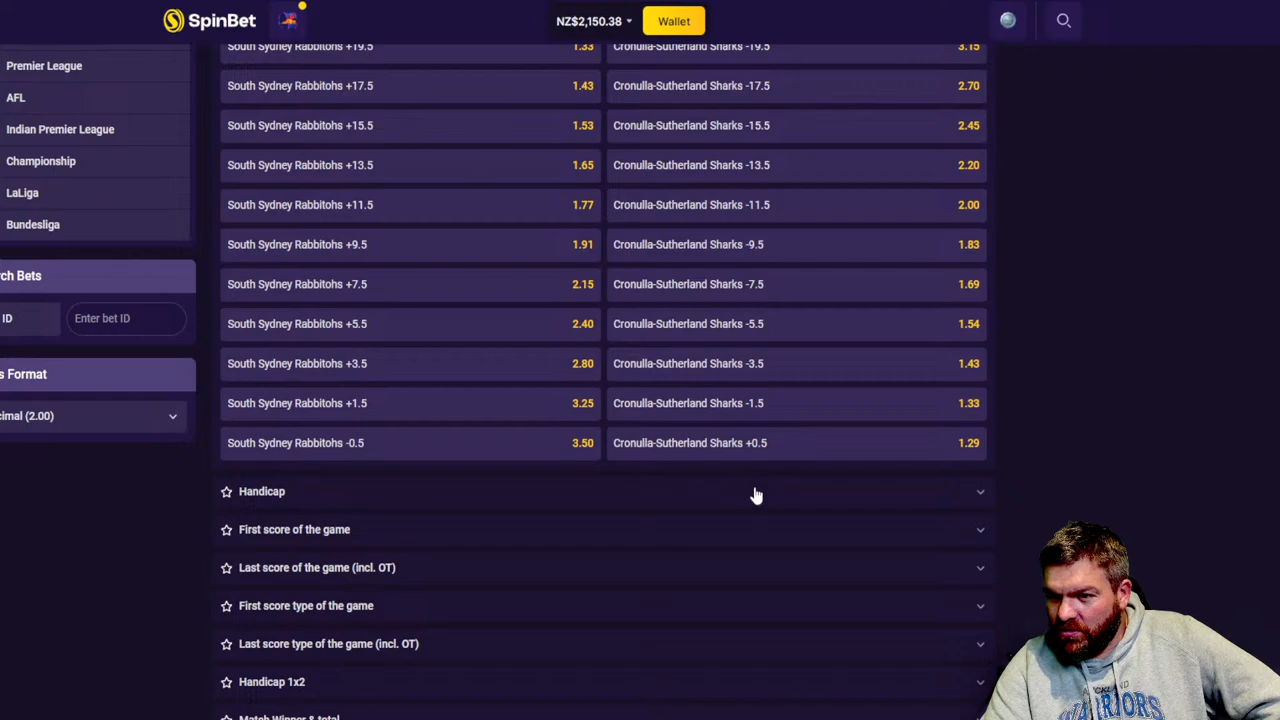 SpinBet
NZ$2,150.38
Wallet
South Sydney Rabbitohs +19.5 1.33 Cronulla-Sutherland Sharks -19.5 3.15
Premier League
South Sydney Rabbitohs +17.5 1.43 Cronulla-Sutherland Sharks -17.5 2.70
AFL
South Sydney Rabbitohs +15.5 1.53 Cronulla-Sutherland Sharks -15.5 2.45
Indian Premier League
Championship
South Sydney Rabbitohs +13.5 1.65 Cronulla-Sutherland Sharks -13.5 2.20
LaLiga
South Sydney Rabbitohs +11.5 1.77 Cronulla-Sutherland Sharks -11.5 2.00
Bundesliga
South Sydney Rabbitohs +9.5 1.91 Cronulla-Sutherland Sharks -9.5 1.83
rch Bets
South Sydney Rabbitohs +7.5 2.15 Cronulla-Sutherland Sharks -7.5 1.69
ID Enter bet ID
South Sydney Rabbitohs +5.5 2.40 Cronulla-Sutherland Sharks -5.5 1.54
s Format
South Sydney Rabbitohs +3.5 2.80 Cronulla-Sutherland Sharks -3.5 1.43
cimal (2.00)
South Sydney Rabbitohs +1.5 3.25 Cronulla-Sutherland Sharks -1.5 1.33
South Sydney Rabbitohs -0.5 3.50 Cronulla-Sutherland Sharks +0.5 1.29
Handicap
First score of the game
Last score of the game (incl. OT)
First score type of the game
Last score type of the game (incl. OT)
Handicap 1x2
Match Winner & total
WARRIORS